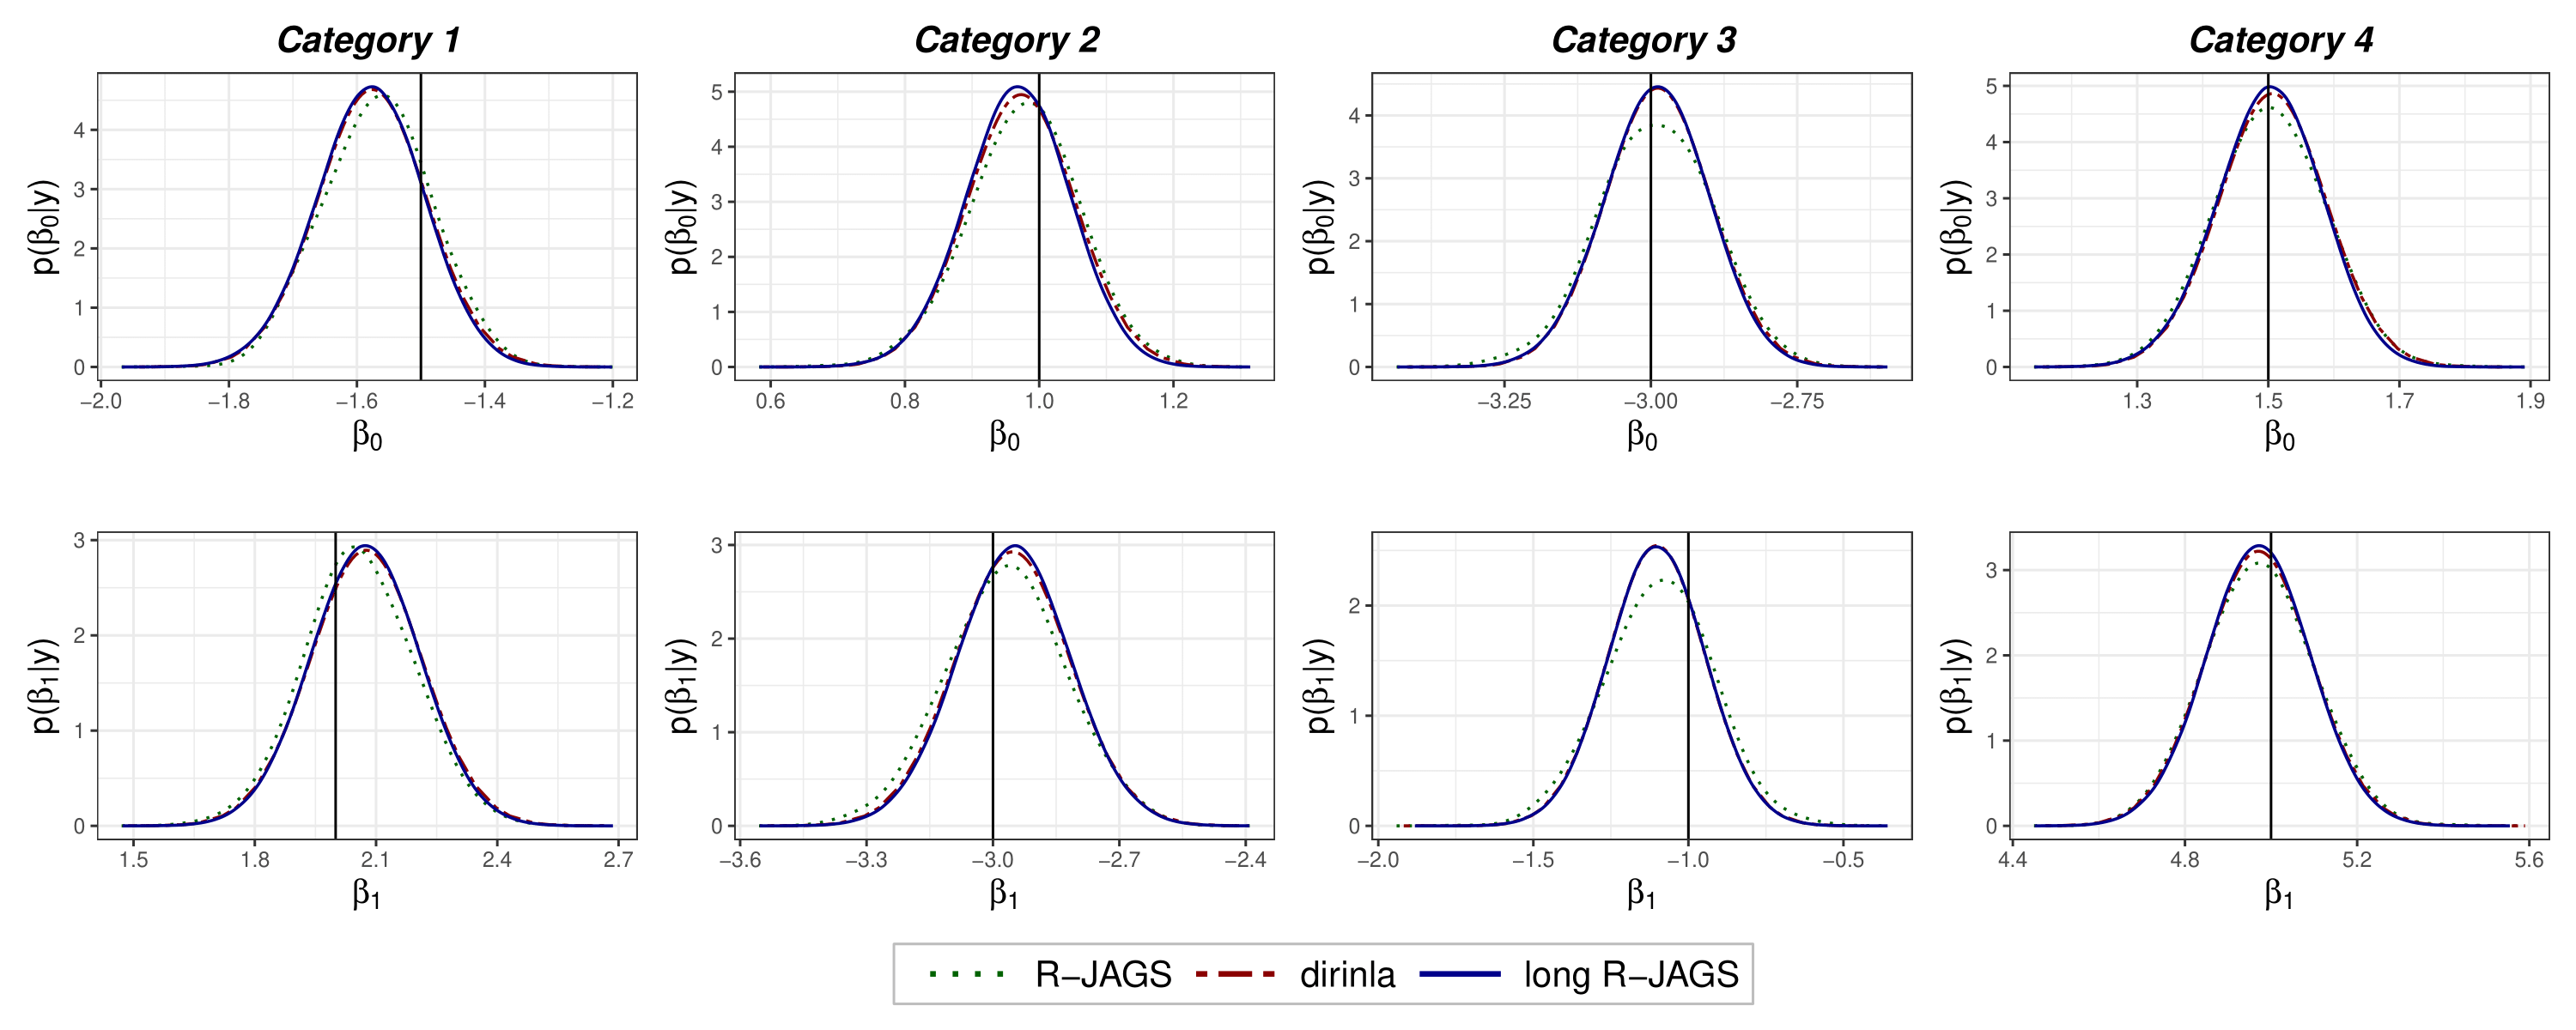 Category 1
Category 2
Category 3
Category 4
p(β0|y)
4
3
2
1
0
−2.0 −1.8 −1.6 −1.4 −1.2
β0
p(β0|y)
5
4
3
2
1
0
0.6 0.8 1.0 1.2
β0
p(β0|y)
4
3
2
1
0
−3.25 −3.00 −2.75
β0
p(β0|y)
5
4
3
2
1
0
1.3 1.5 1.7 1.9
β0
p(β1|y)
3
2
1
0
1.5 1.8 2.1 2.4 2.7
β1
p(β1|y)
3
2
1
0
−3.6 −3.3 −3.0 −2.7 −2.4
β1
p(β1|y)
2
1
0
−2.0 −1.5 −1.0 −0.5
β1
p(β1|y)
3
2
1
0
4.4 4.8 5.2 5.6
β1
R−JAGS dirinla long R−JAGS